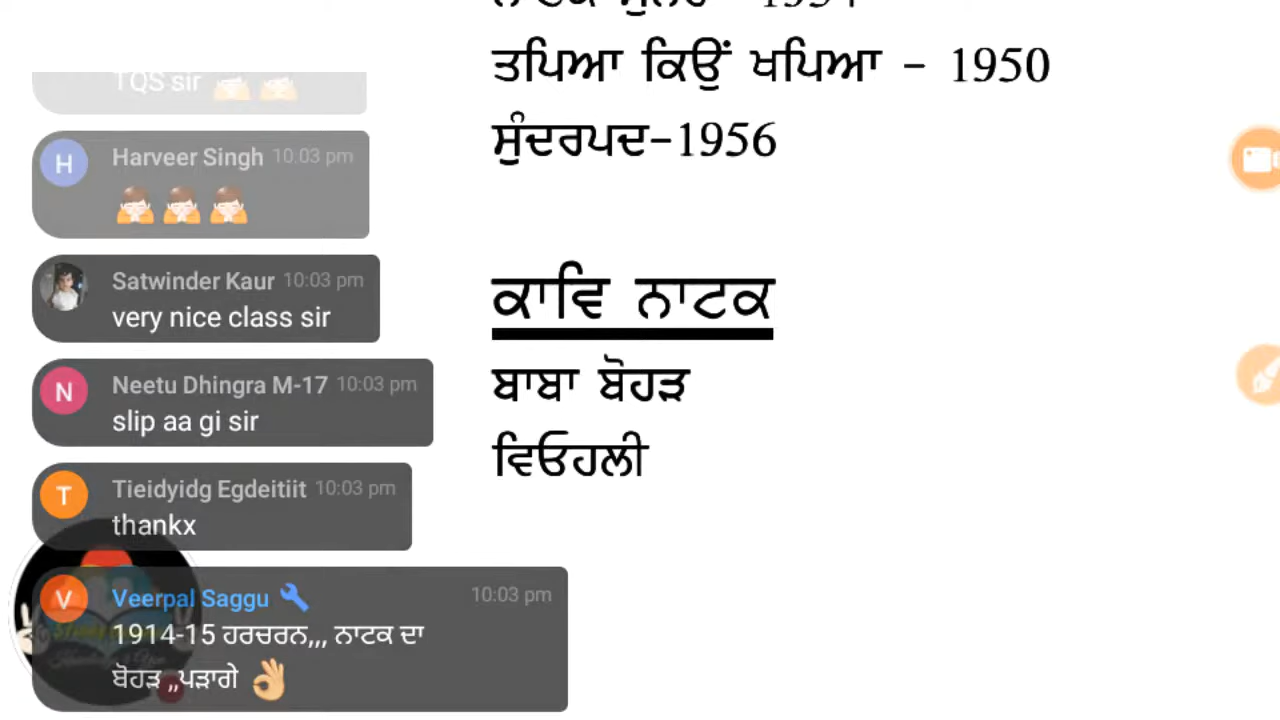 TQS sir
Harveer Singh 10.03 pm
Satwinder Kaur 10:03 pm
very nice class sir
Neetu Dhingra M-17 10:03 pm
slip aa gi sir
Tieidyidg Egdeitiit 10:03 pm
thankx
Veerpal Saggu 10:03 pm
1914-15 ਹਰਚਰਨ,,, ਨਾਟਕ ਦਾ
ਬੋਹੜ ,,ਪੜਾਗੇ
ਤਪਿਆ ਕਿਉਂ ਖਪਿਆ - 1950
ਸੁੰਦਰਪਦ-1956
ਕਾਵਿ ਨਾਟਕ
ਬਾਬਾ ਬੋਹੜ
ਵਿਓਹਲੀ